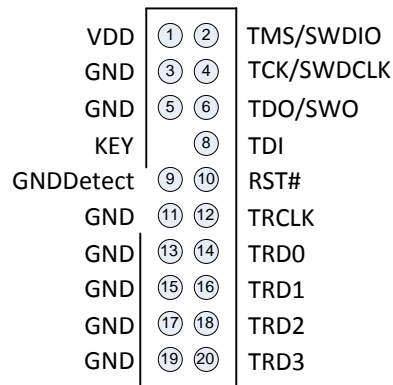 VDD 1 2 TMS/SWDIO
GND 3 4 TCK/SWDCLK
GND 5 6 TDO/SWO
KEY 8 TDI
GNDDetect 9 10 RST#
GND 11 12 TRCLK
GND 13 14 TRD0
GND 15 16 TRD1
GND 17 18 TRD2
GND 19 20 TRD3